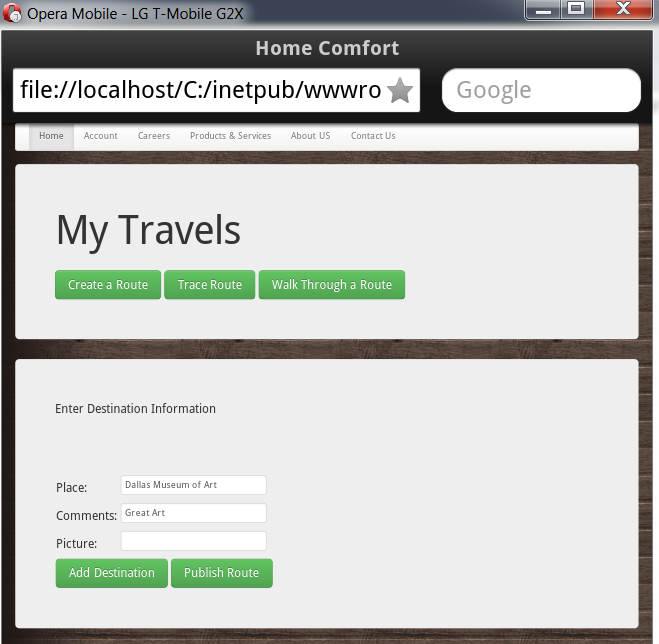 Opera Mobile - LG T-Mobile G2X
Home Comfort
file://localhost/C:/inetpub/wwwro Google
Home Account Careers Products & Services About US Contact Us
My Travels
Create a Route Trace Route Walk Through a Route
Enter Destination Information
Place: Dallas Museum of Art
Comments: Great Art
Picture:
Add Destination Publish Route